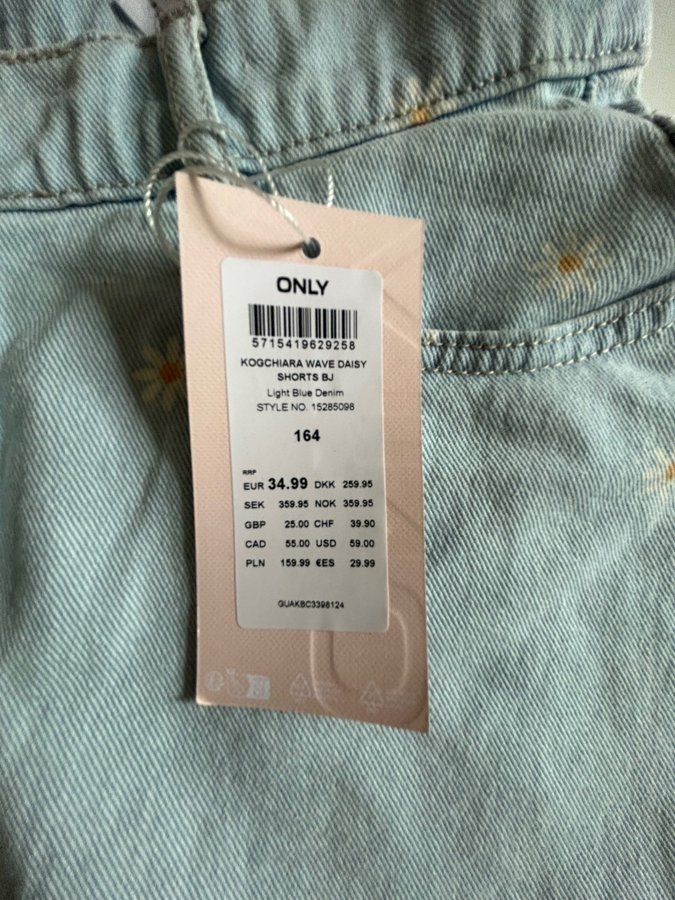 ONLY
5715419629258
KOGCHIARA WAVE DAISY
SHORTS BJ
Light Blue Denim
STYLE NO. 15285098
164
RRP
EUR 34.99 DKK 259.95
SEK 359.95 NOK 359.95
GBP 25.00 CHF 39.90
CAD 55.00 USD 59.00
PLN 159.99 €ES 29.99
GUAKBC3398124